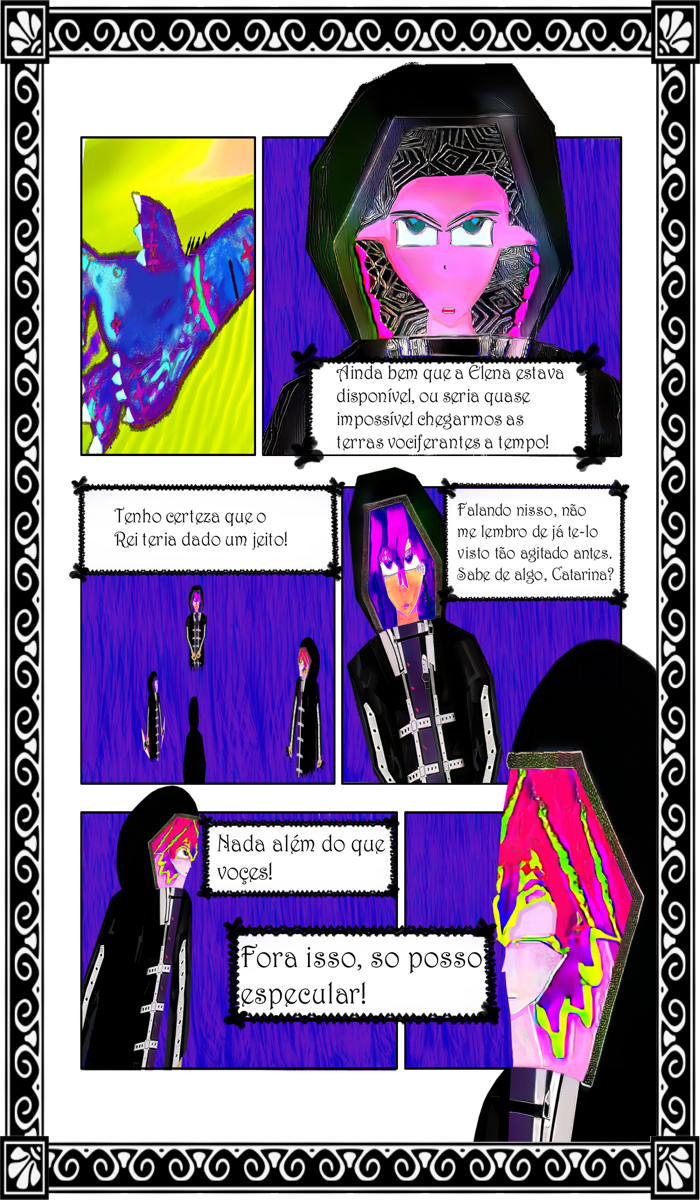 Ainda bem que a Elena estava
disponível, ou seria quase
impossível chegarmos as
terras vociferantes a tempo!
Tenho certeza que o
Rei teria dado um jeito!
Falando nisso, não
me lembro de já te-lo
visto tão agitado antes.
Sabe de algo, Catarina?
Nada além do que
voçes!
Fora isso, so posso
especular!